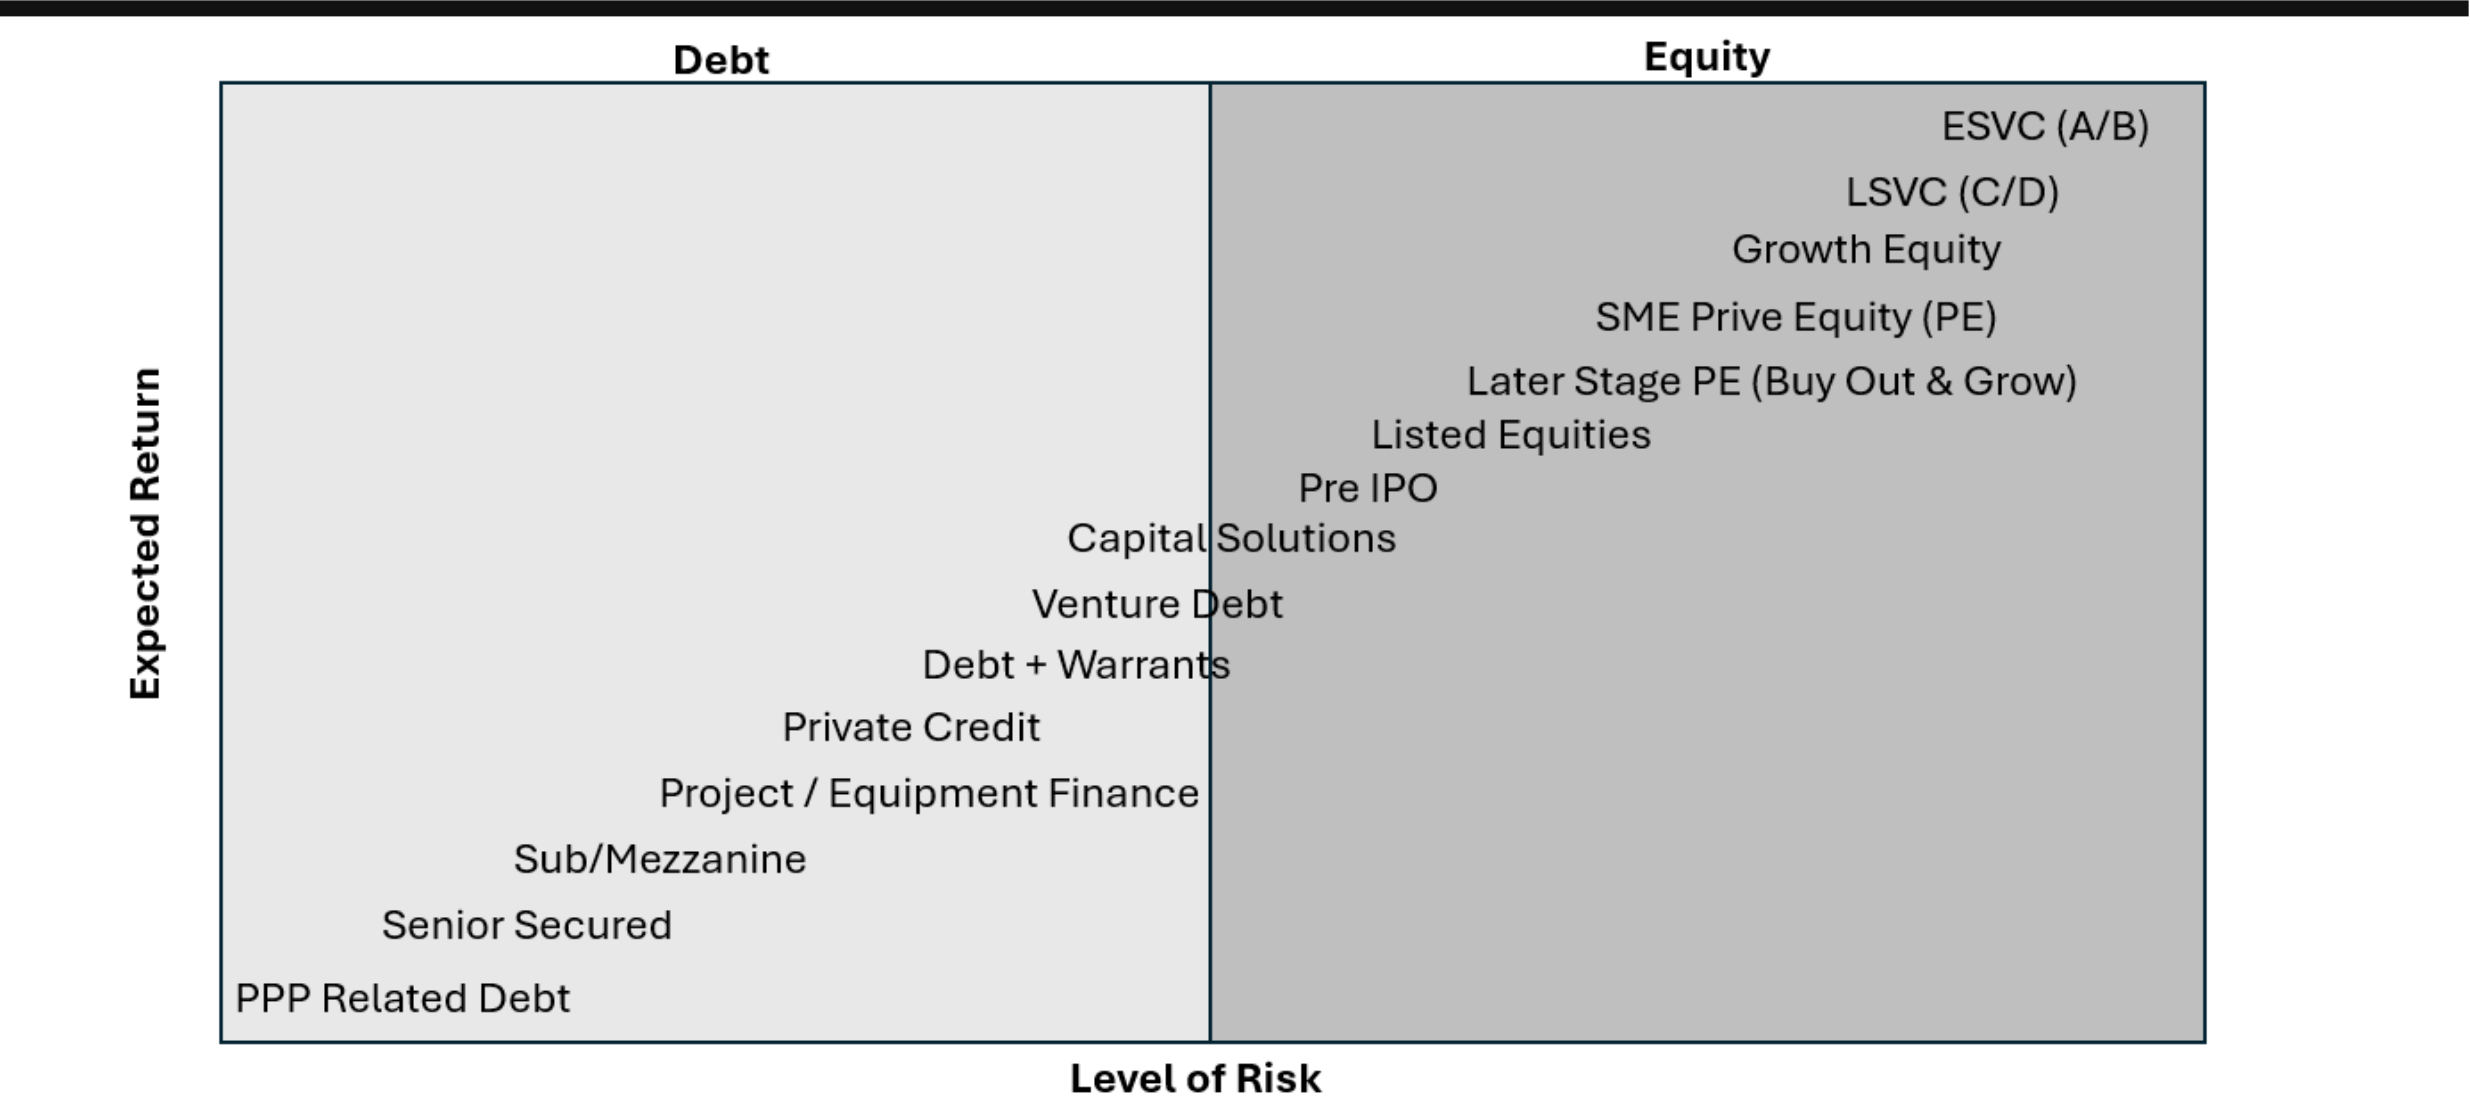 Debt
Equity
ESVC (A/B)
LSVC (C/D)
Growth Equity
SME Prive Equity (PE)
Later Stage PE (Buy Out & Grow)
Listed Equities
Pre IPO
Capital Solutions
Venture Debt
Debt + Warrants
Private Credit
Project / Equipment Finance
Sub/Mezzanine
Senior Secured
PPP Related Debt
Expected Return
Level of Risk